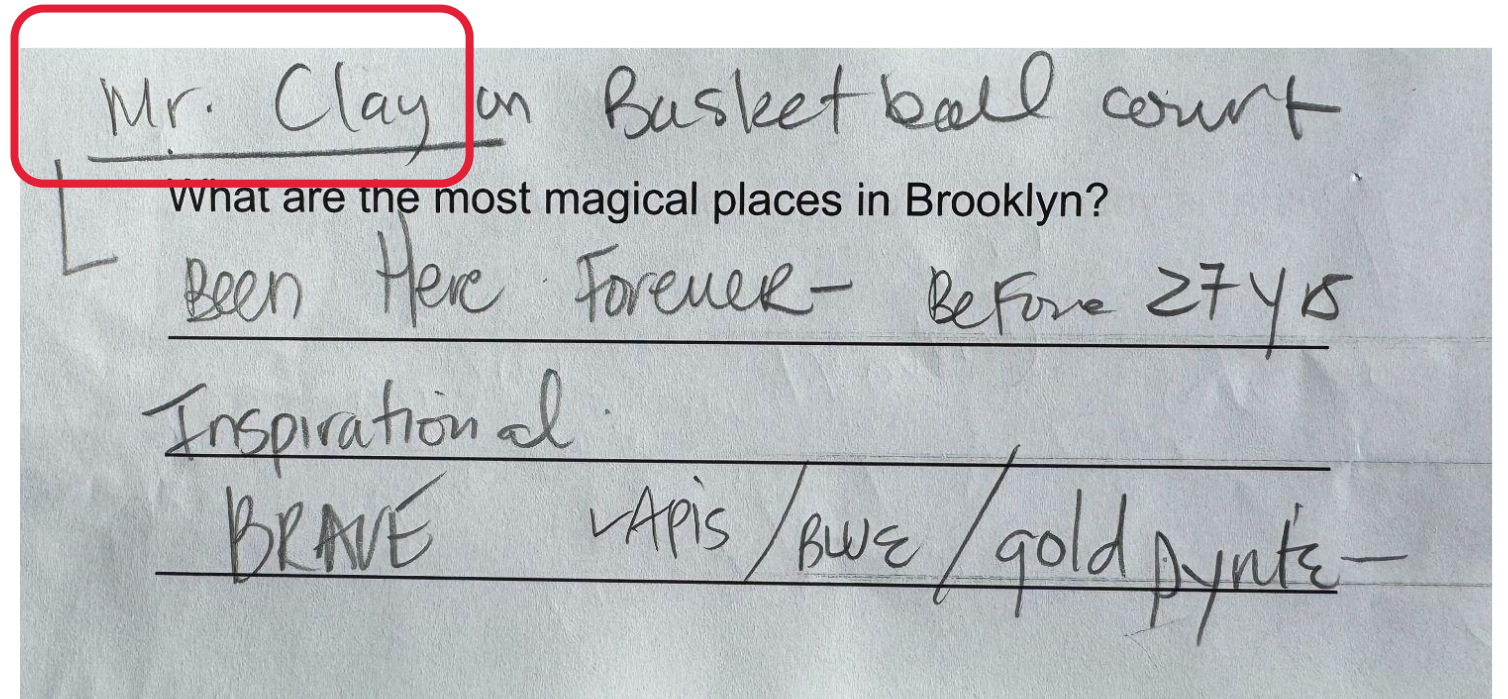 Mr. Clay on Basketball court
What are the most magical places in Brooklyn?
Been Here Forever - Before 27 yrs
Inspirational
BRAVE LAPis / BLUE / gold pyrite -